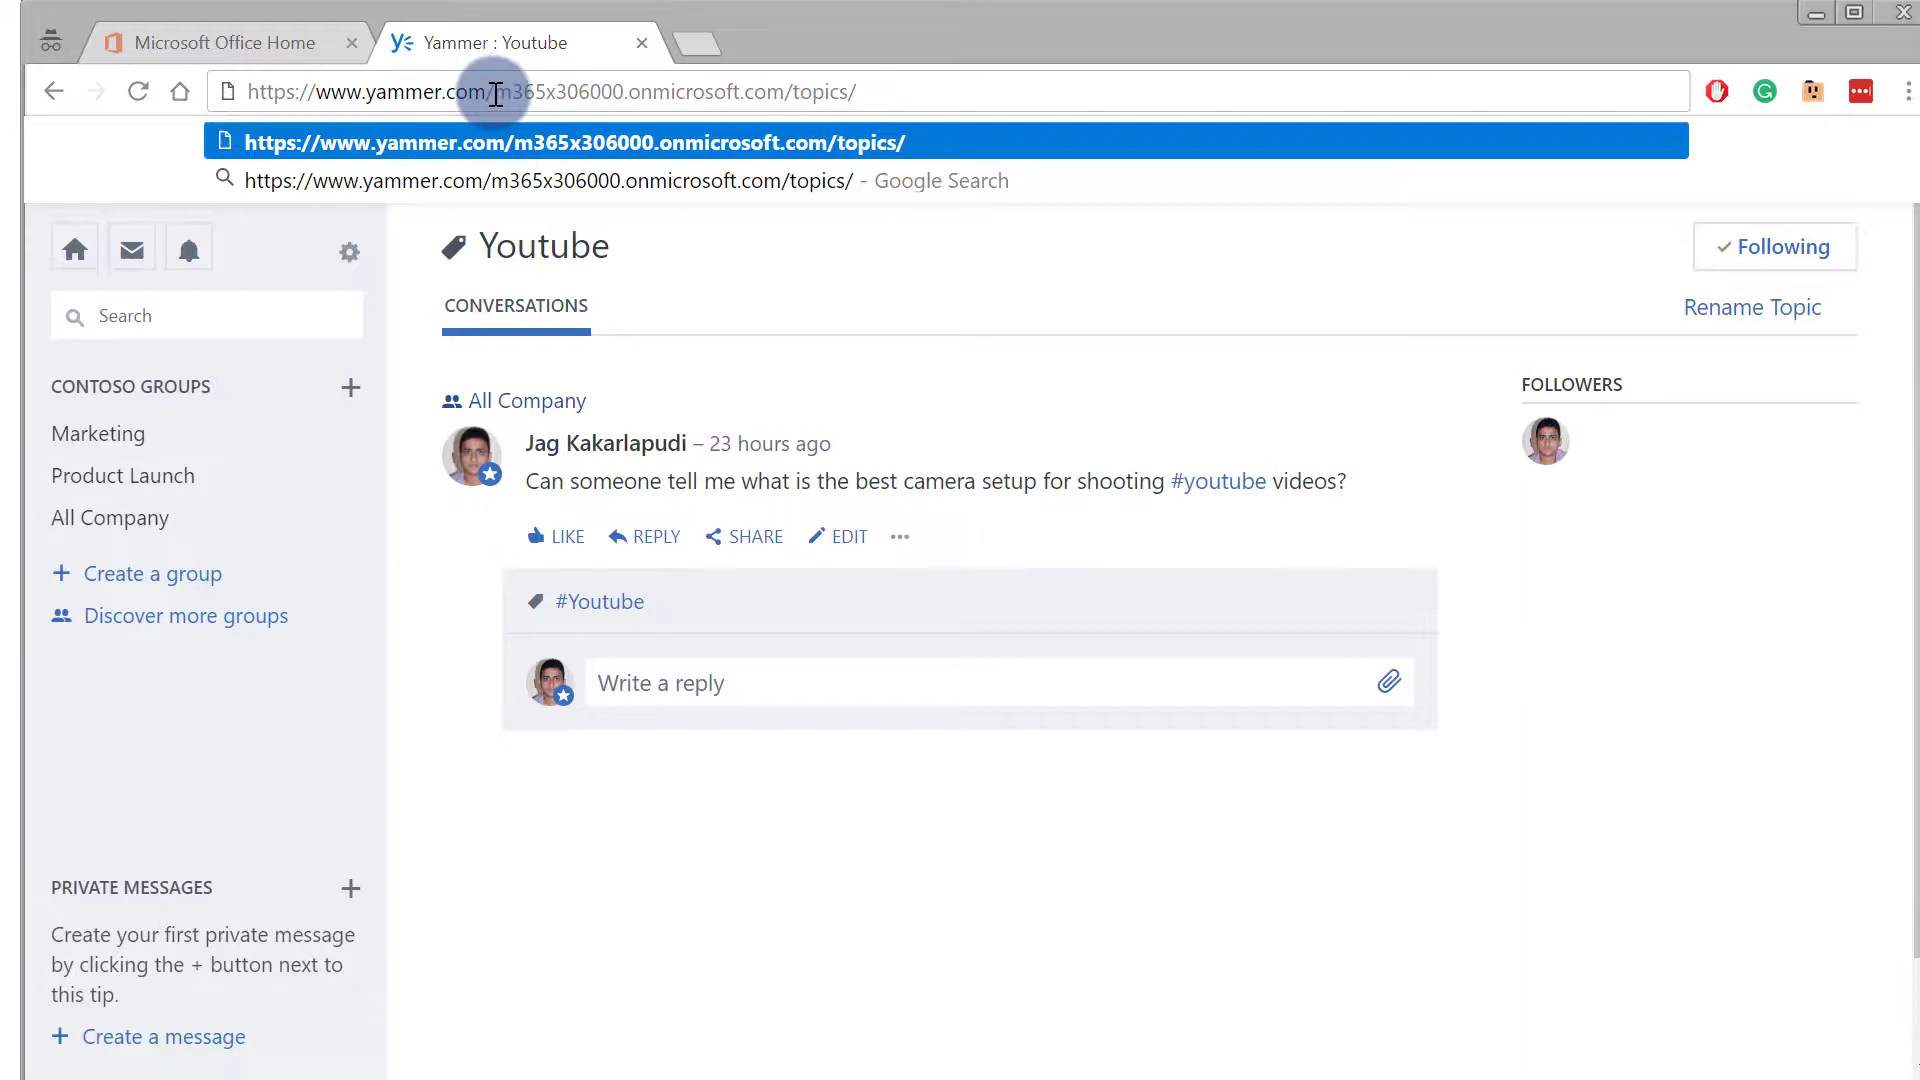 Microsoft Office Home
Yammer : Youtube
https://www.yammer.com/m365x306000.onmicrosoft.com/topics/
https://www.yammer.com/m365x306000.onmicrosoft.com/topics/
https://www.yammer.com/m365x306000.onmicrosoft.com/topics/ - Google Search
Youtube
Following
CONVERSATIONS
Rename Topic
Search
CONTOSO GROUPS
Marketing
Product Launch
All Company
Create a group
Discover more groups
All Company
Jag Kakarlapudi – 23 hours ago
Can someone tell me what is the best camera setup for shooting #youtube videos?
LIKE REPLY SHARE EDIT
#Youtube
Write a reply
FOLLOWERS
PRIVATE MESSAGES
Create your first private message
by clicking the + button next to
this tip.
Create a message